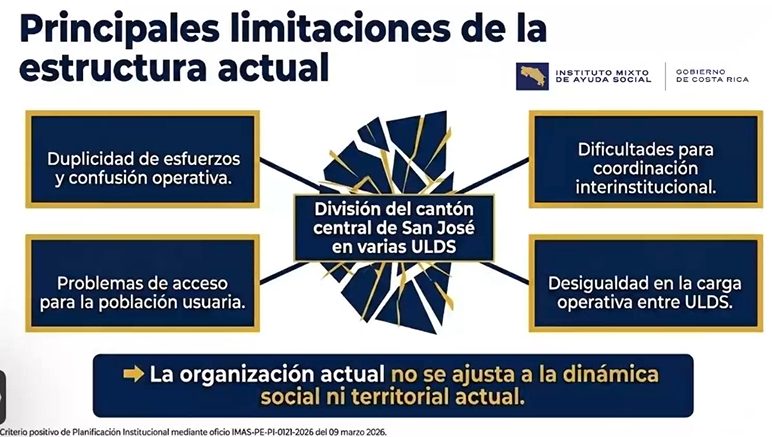 Principales limitaciones de la
estructura actual
INSTITUTO MIXTO
DE AYUDA SOCIAL
GOBIERNO
DE COSTA RICA
Duplicidad de esfuerzos
y confusión operativa.
Dificultades para
coordinación
interinstitucional.
División del cantón
central de San José
en varias ULDS
Problemas de acceso
para la población usuaria.
Desigualdad en la carga
operativa entre ULDS.
La organización actual no se ajusta a la dinámica
social ni territorial actual.
Criterio positivo de Planificación Institucional mediante oficio IMAS-PE-PI-0121-2026 del 09 marzo 2026.